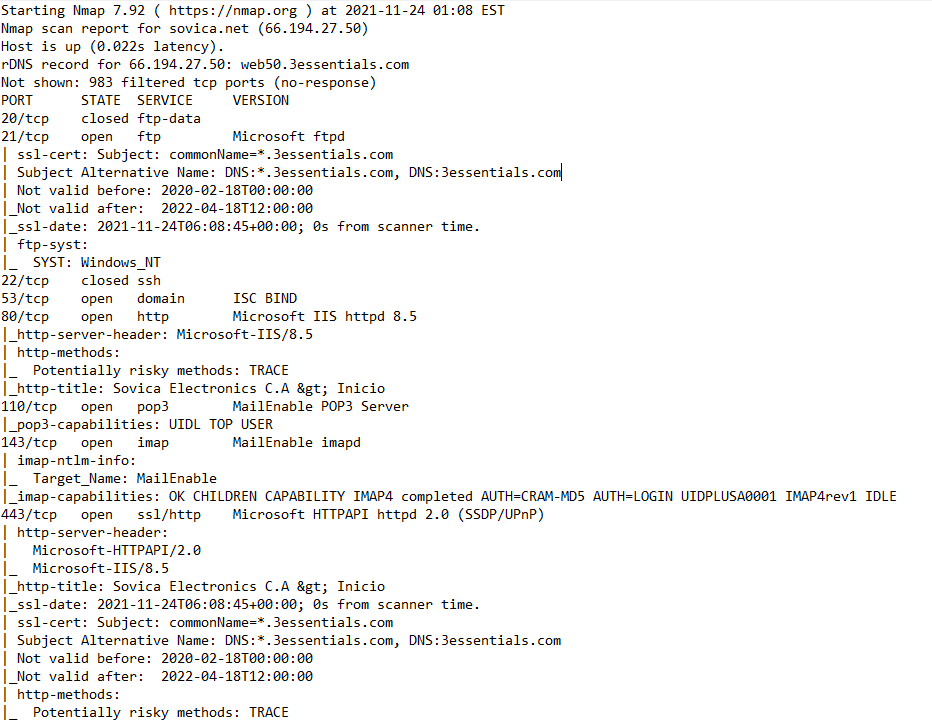 Starting Nmap 7.92 ( https://nmap.org ) at 2021-11-24 01:08 EST
Nmap scan report for sovica.net (66.194.27.50)
Host is up (0.022s latency).
rDNS record for 66.194.27.50: web50.3essentials.com
Not shown: 983 filtered tcp ports (no-response)
PORT      STATE  SERVICE     VERSION
20/tcp    closed ftp-data
21/tcp    open   ftp         Microsoft ftpd
| ssl-cert: Subject: commonName=*.3essentials.com
| Subject Alternative Name: DNS:*.3essentials.com, DNS:3essentials.com
| Not valid before: 2020-02-18T00:00:00
|_Not valid after:  2022-04-18T12:00:00
|_ssl-date: 2021-11-24T06:08:45+00:00; 0s from scanner time.
| ftp-syst:
|_  SYST: Windows_NT
22/tcp    closed ssh
53/tcp    open   domain      ISC BIND
80/tcp    open   http        Microsoft IIS httpd 8.5
|_http-server-header: Microsoft-IIS/8.5
| http-methods:
|_  Potentially risky methods: TRACE
|_http-title: Sovica Electronics C.A &gt; Inicio
110/tcp   open   pop3        MailEnable POP3 Server
|_pop3-capabilities: UIDL TOP USER
143/tcp   open   imap        MailEnable imapd
| imap-ntlm-info:
|_  Target_Name: MailEnable
|_imap-capabilities: OK CHILDREN CAPABILITY IMAP4 completed AUTH=CRAM-MD5 AUTH=LOGIN UIDPLUSA0001 IMAP4rev1 IDLE
443/tcp   open   ssl/http    Microsoft HTTPAPI httpd 2.0 (SSDP/UPnP)
| http-server-header:
|   Microsoft-HTTPAPI/2.0
|_  Microsoft-IIS/8.5
|_http-title: Sovica Electronics C.A &gt; Inicio
|_ssl-date: 2021-11-24T06:08:45+00:00; 0s from scanner time.
| ssl-cert: Subject: commonName=*.3essentials.com
| Subject Alternative Name: DNS:*.3essentials.com, DNS:3essentials.com
| Not valid before: 2020-02-18T00:00:00
|_Not valid after:  2022-04-18T12:00:00
| http-methods:
|_  Potentially risky methods: TRACE